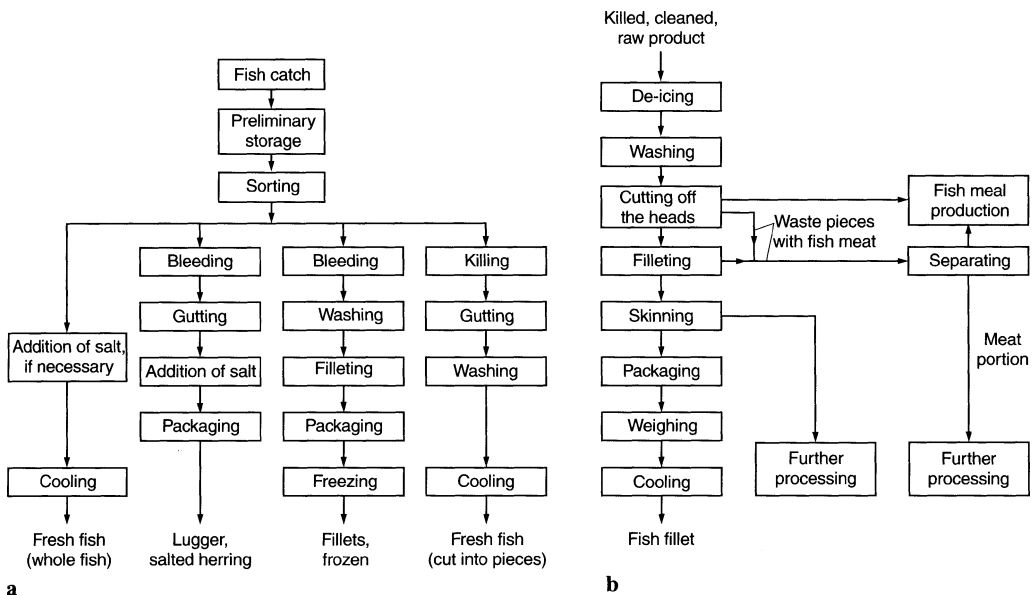 Fish catch
Preliminary
storage
Sorting
Addition of salt,
if necessary
Cooling
Fresh fish
(whole fish)
Bleeding
Gutting
Addition of salt
Packaging
Lugger,
salted herring
Bleeding
Washing
Filleting
Packaging
Freezing
Fillets,
frozen
Killing
Gutting
Washing
Cooling
Fresh fish
(cut into pieces)
a
Killed, cleaned,
raw product
De-icing
Washing
Cutting off
the heads
Filleting
Skinning
Packaging
Weighing
Cooling
Fish fillet
Waste pieces
with fish meat
Fish meal
production
Separating
Meat
portion
Further
processing
Further
processing
b